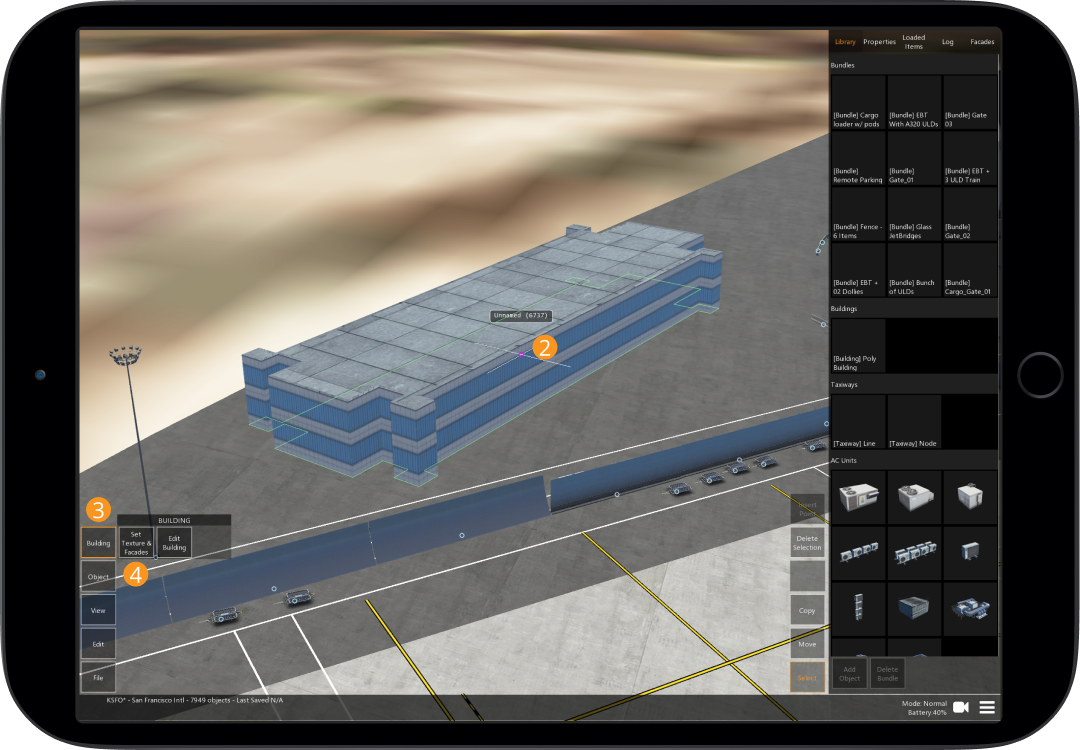 Library
Properties
Loaded
Items
Log
Facades
Bundles
[Bundle] Cargo
loader w/ pods
[Bundle] EBT
With A320 ULDs
[Bundle] Gate
03
[Bundle]
Remote Parking
[Bundle]
Gate_01
[Bundle] EBT +
3 ULD Train
[Bundle] Fence -
6 Items
[Bundle] Glass
JetBridges
[Bundle]
Gate_02
[Bundle] EBT +
02 Dollies
[Bundle] Bunch
of ULDs
[Bundle]
Cargo_Gate_01
Buildings
[Building] Poly
Building
Taxiways
[Taxiway] Line
[Taxiway] Node
AC Units
Unnamed (6737)
2
3
BUILDING
Building
Set
Texture &
Facades
Edit
Building
4
Object
View
Edit
File
Insert
Point
Delete
Selection
Copy
Move
Select
Add
Object
Delete
Bundle
KSFO* - San Francisco Intl - 7949 objects - Last Saved N/A
Mode: Normal
Battery:40%